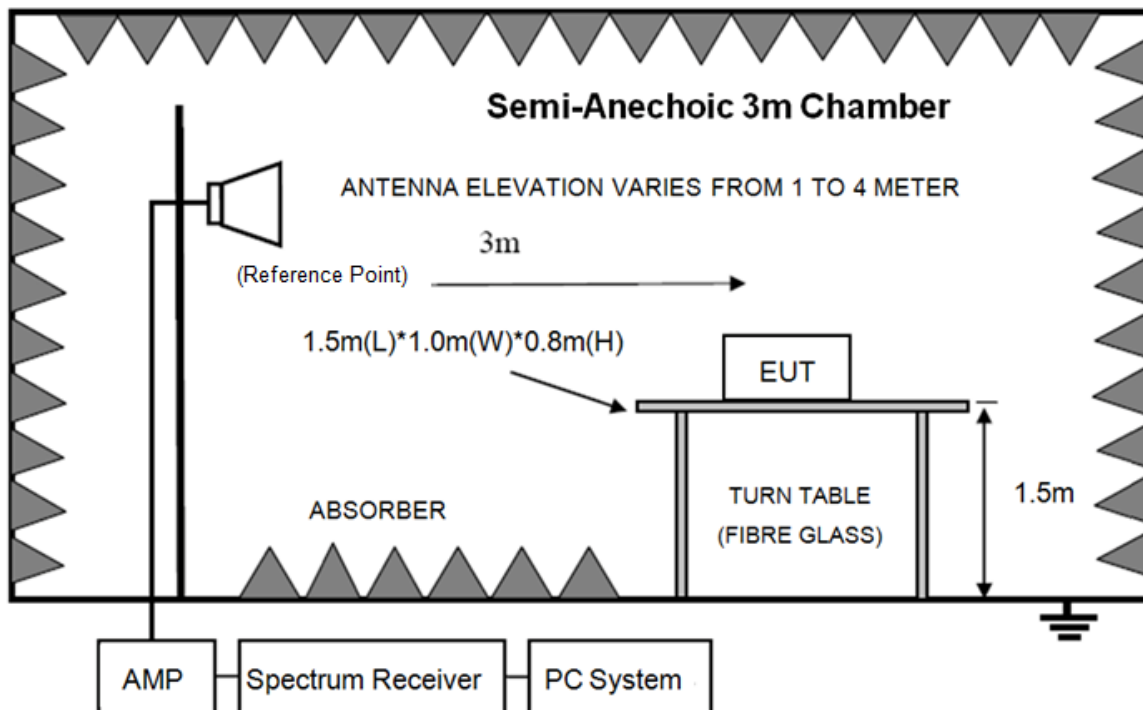 Semi-Anechoic 3m Chamber
ANTENNA ELEVATION VARIES FROM 1 TO 4 METER
3m
(Reference Point)
1.5m(L)*1.0m(W)*0.8m(H)
EUT
ABSORBER
TURN TABLE
(FIBRE GLASS)
1.5m
AMP
Spectrum Receiver
PC System